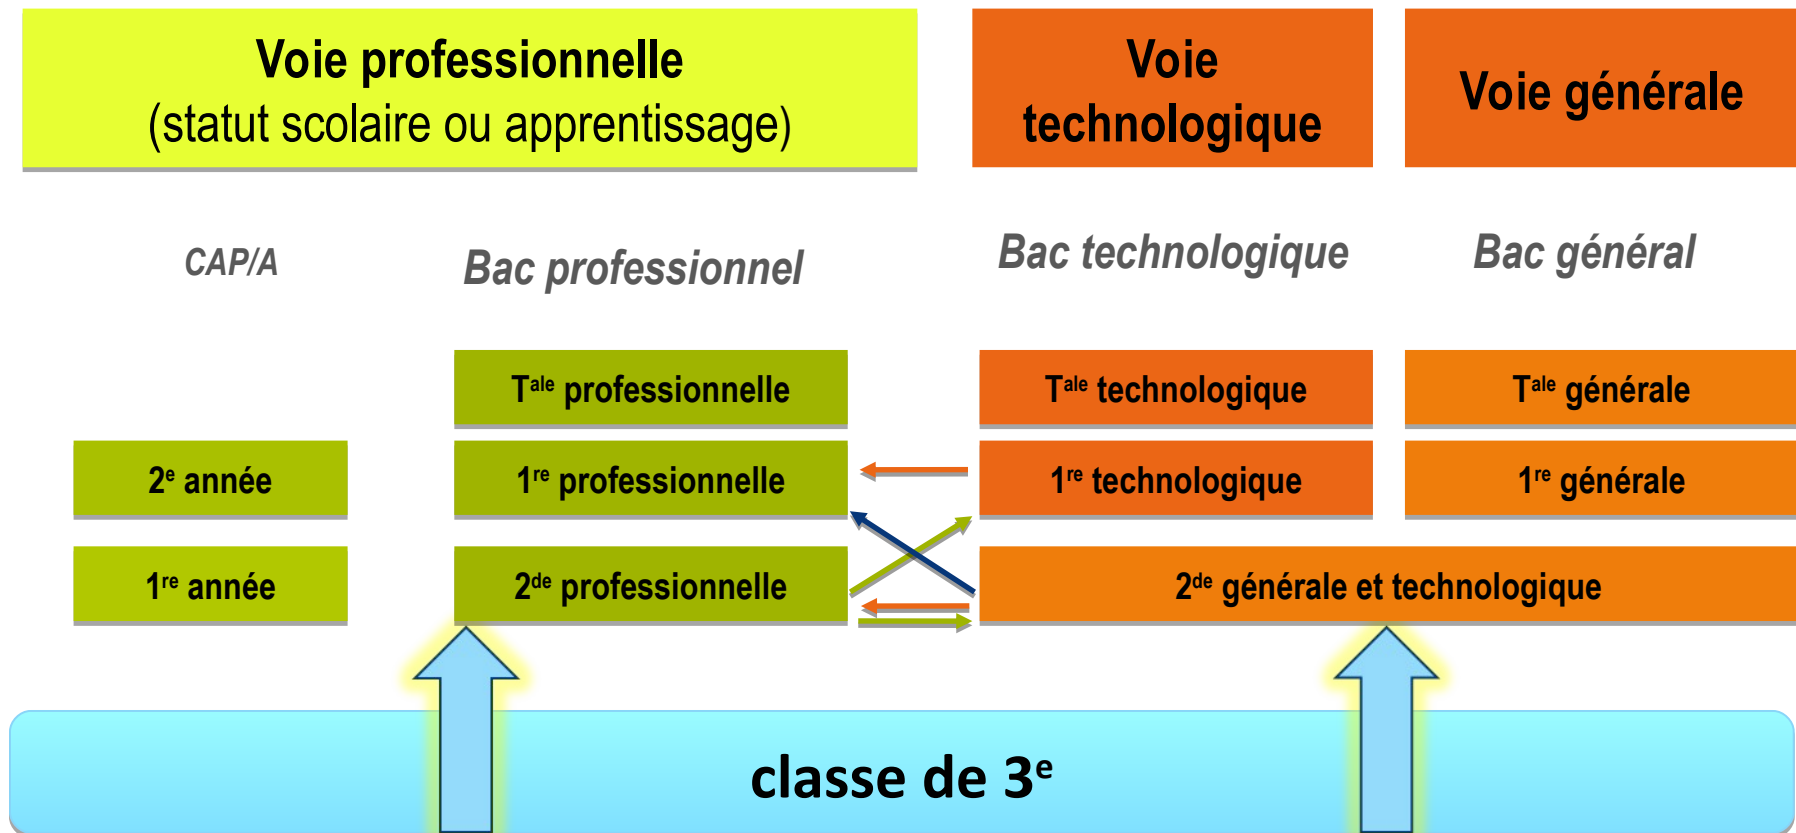 Voie professionnelle
(statut scolaire ou apprentissage)
Voie
technologique
Voie générale
CAP/A
Bac professionnel
Bac technologique
Bac général
Tale professionnelle
Tale technologique
Tale générale
2e année
1re professionnelle
1re technologique
1re générale
1re année
2de professionnelle
2de générale et technologique
classe de 3e